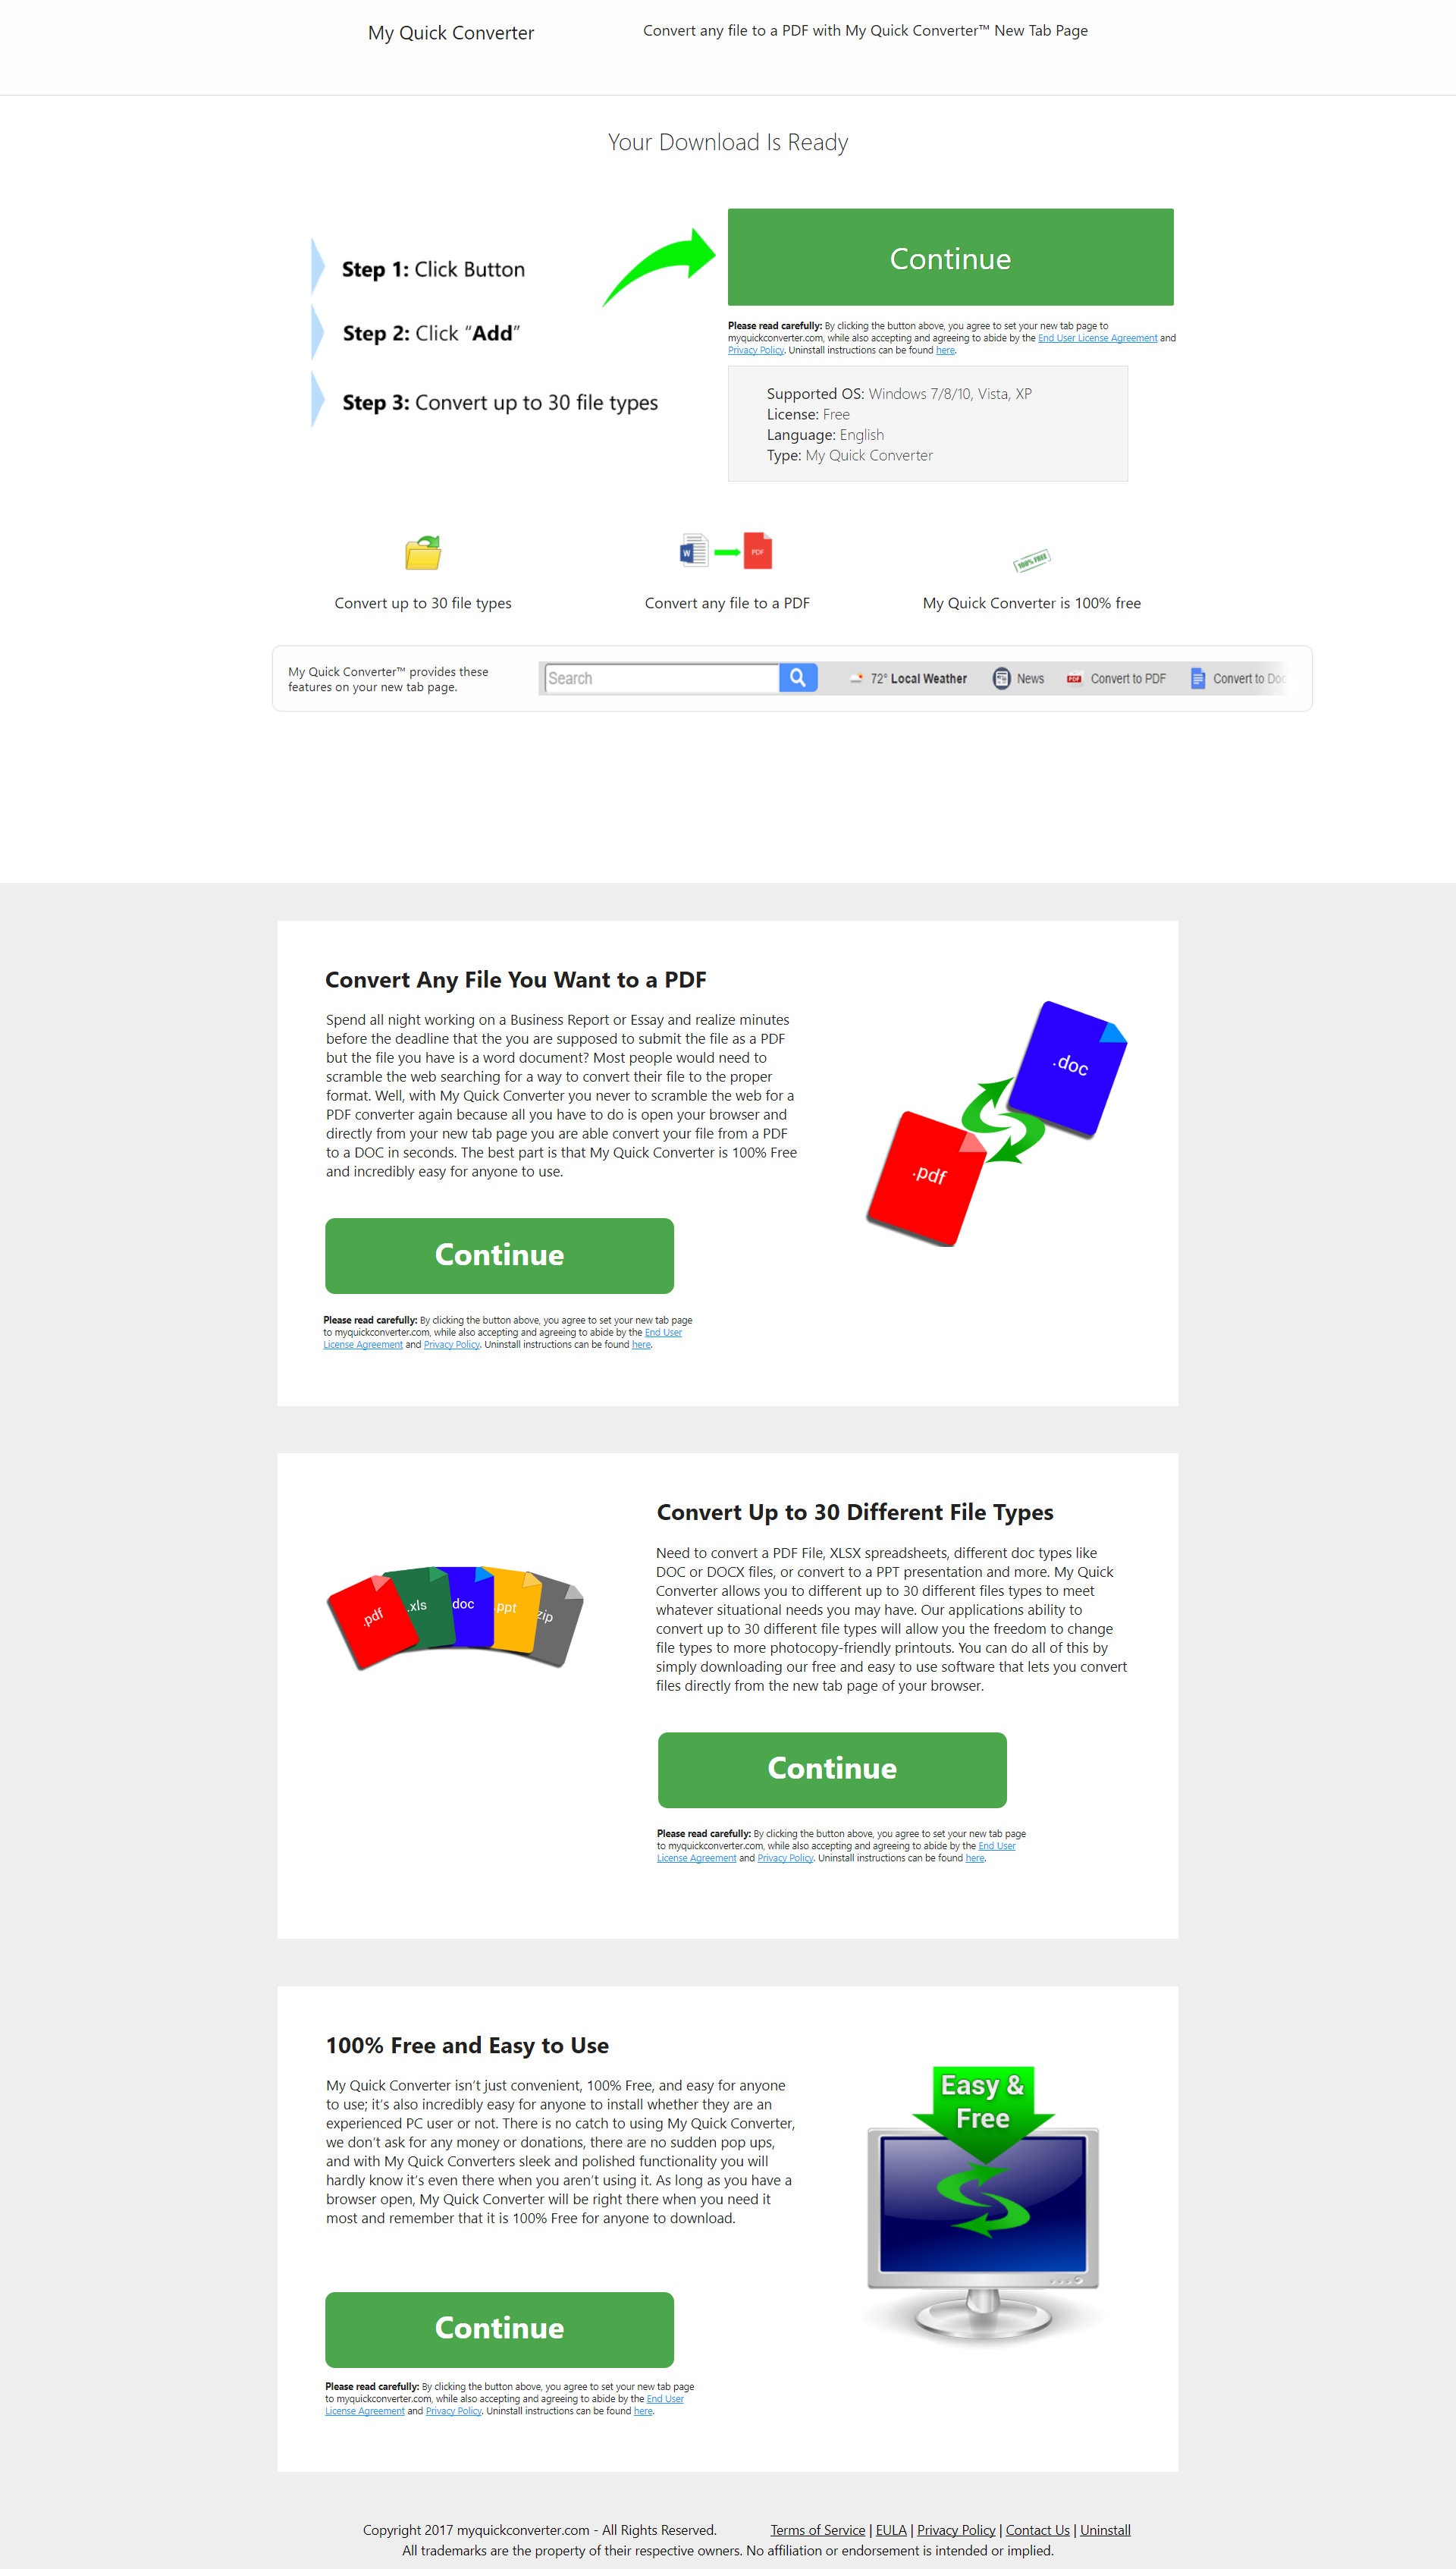 My Quick Converter
Convert any file to a PDF with My Quick Converter™ New Tab Page
Your Download Is Ready
Step 1: Click Button
Step 2: Click “Add”
Step 3: Convert up to 30 file types
Continue
Please read carefully: By clicking the button above, you agree to set your new tab page to
myquickconverter.com, while also accepting and agreeing to abide by the End User License Agreement and
Privacy Policy. Uninstall instructions can be found here.
Supported OS: Windows 7/8/10, Vista, XP
License: Free
Language: English
Type: My Quick Converter
W
PDF
100% FREE
Convert up to 30 file types
Convert any file to a PDF
My Quick Converter is 100% free
My Quick Converter™ provides these
features on your new tab page.
Search
72° Local Weather
News
PDF
Convert to PDF
Convert to Doc
Convert Any File You Want to a PDF
Spend all night working on a Business Report or Essay and realize minutes
before the deadline that the you are supposed to submit the file as a PDF
but the file you have is a word document? Most people would need to
scramble the web searching for a way to convert their file to the proper
format. Well, with My Quick Converter you never to scramble the web for a
PDF converter again because all you have to do is open your browser and
directly from your new tab page you are able convert your file from a PDF
to a DOC in seconds. The best part is that My Quick Converter is 100% Free
and incredibly easy for anyone to use.
.doc
.pdf
Continue
Please read carefully: By clicking the button above, you agree to set your new tab page
to myquickconverter.com, while also accepting and agreeing to abide by the End User
License Agreement and Privacy Policy. Uninstall instructions can be found here.
.pdf
.xls
doc
.ppt
zip
Convert Up to 30 Different File Types
Need to convert a PDF File, XLSX spreadsheets, different doc types like
DOC or DOCX files, or convert to a PPT presentation and more. My Quick
Converter allows you to different up to 30 different files types to meet
whatever situational needs you may have. Our applications ability to
convert up to 30 different file types will allow you the freedom to change
file types to more photocopy-friendly printouts. You can do all of this by
simply downloading our free and easy to use software that lets you convert
files directly from the new tab page of your browser.
Continue
Please read carefully: By clicking the button above, you agree to set your new tab page
to myquickconverter.com, while also accepting and agreeing to abide by the End User
License Agreement and Privacy Policy. Uninstall instructions can be found here.
100% Free and Easy to Use
My Quick Converter isn’t just convenient, 100% Free, and easy for anyone
to use; it’s also incredibly easy for anyone to install whether they are an
experienced PC user or not. There is no catch to using My Quick Converter,
we don’t ask for any money or donations, there are no sudden pop ups,
and with My Quick Converters sleek and polished functionality you will
hardly know it’s even there when you aren’t using it. As long as you have a
browser open, My Quick Converter will be right there when you need it
most and remember that it is 100% Free for anyone to download.
Easy &
Free
Continue
Please read carefully: By clicking the button above, you agree to set your new tab page
to myquickconverter.com, while also accepting and agreeing to abide by the End User
License Agreement and Privacy Policy. Uninstall instructions can be found here.
Copyright 2017 myquickconverter.com - All Rights Reserved.
Terms of Service | EULA | Privacy Policy | Contact Us | Uninstall
All trademarks are the property of their respective owners. No affiliation or endorsement is intended or implied.